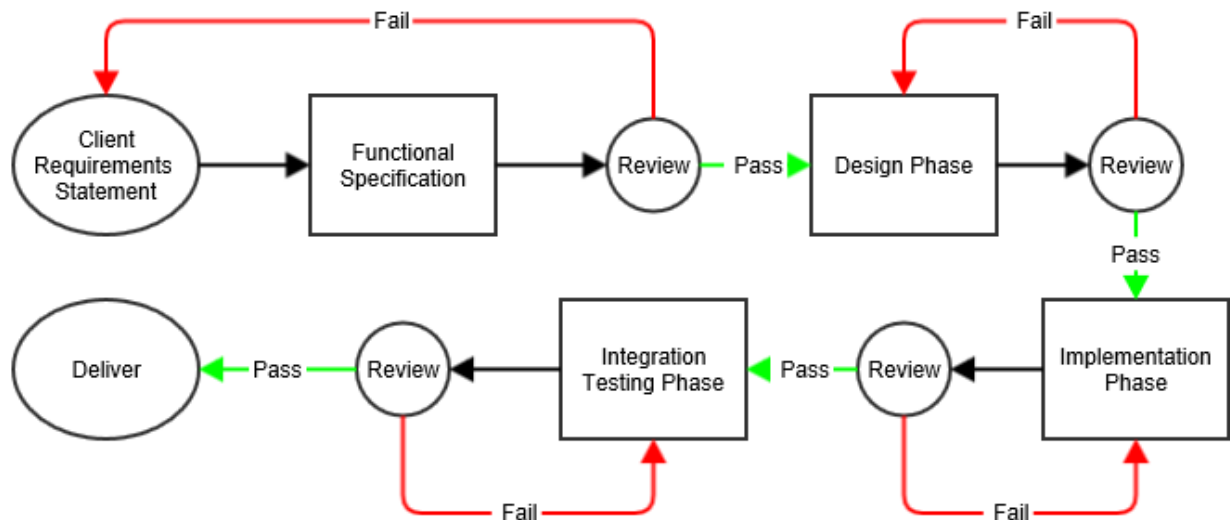 Fail
Fail
Client
Requirements
Statement
Functional
Specification
Review
Pass
Design Phase
Review
Pass
Implementation
Phase
Review
Pass
Integration
Testing Phase
Review
Pass
Deliver
Fail
Fail